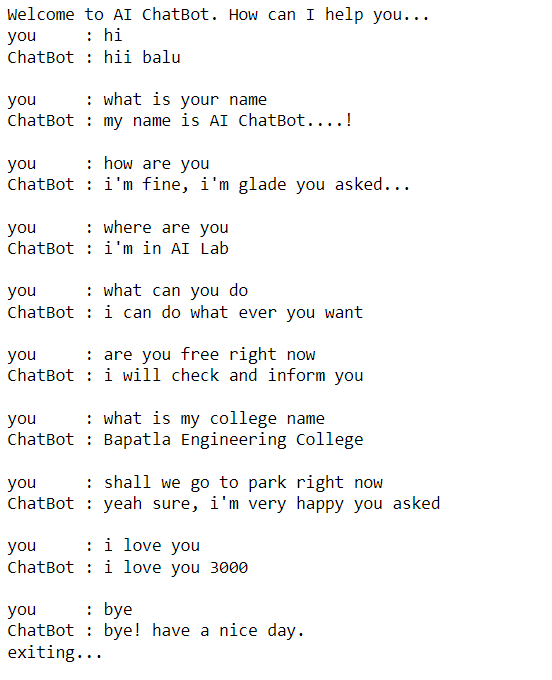 Welcome to AI ChatBot. How can I help you...
you     : hi
ChatBot : hii balu
you     : what is your name
ChatBot : my name is AI ChatBot....!
you     : how are you
ChatBot : i'm fine, i'm glade you asked...
you     : where are you
ChatBot : i'm in AI Lab
you     : what can you do
ChatBot : i can do what ever you want
you     : are you free right now
ChatBot : i will check and inform you
you     : what is my college name
ChatBot : Bapatla Engineering College
you     : shall we go to park right now
ChatBot : yeah sure, i'm very happy you asked
you     : i love you
ChatBot : i love you 3000
you     : bye
ChatBot : bye! have a nice day.
exiting...